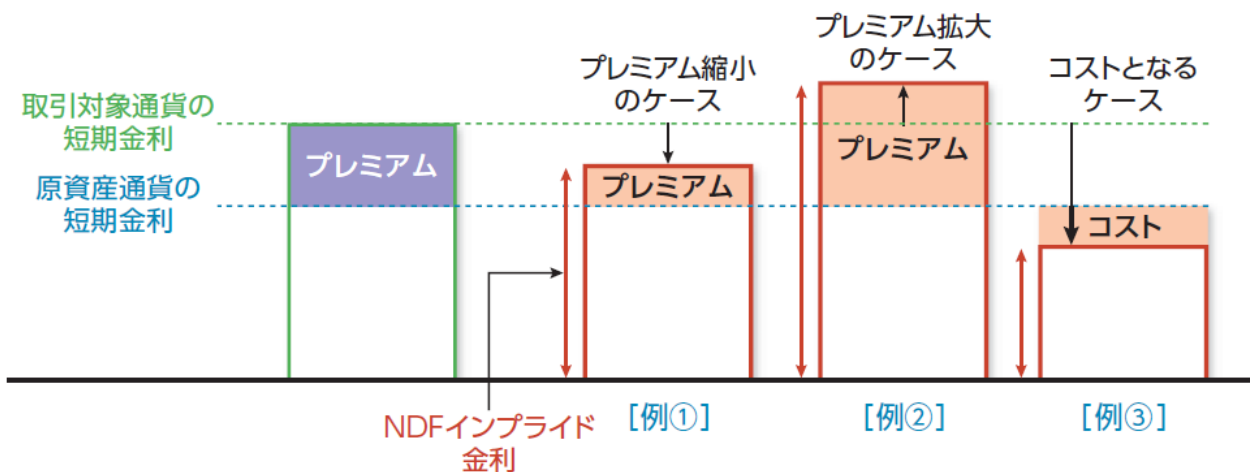 取引対象通貨の
短期金利
原資産通貨の
短期金利
プレミアム
プレミアム縮小
のケース
プレミアム
プレミアム拡大
のケース
プレミアム
コストとなる
ケース
コスト
NDFインプライド
金利
[例①]
[例②]
[例③]